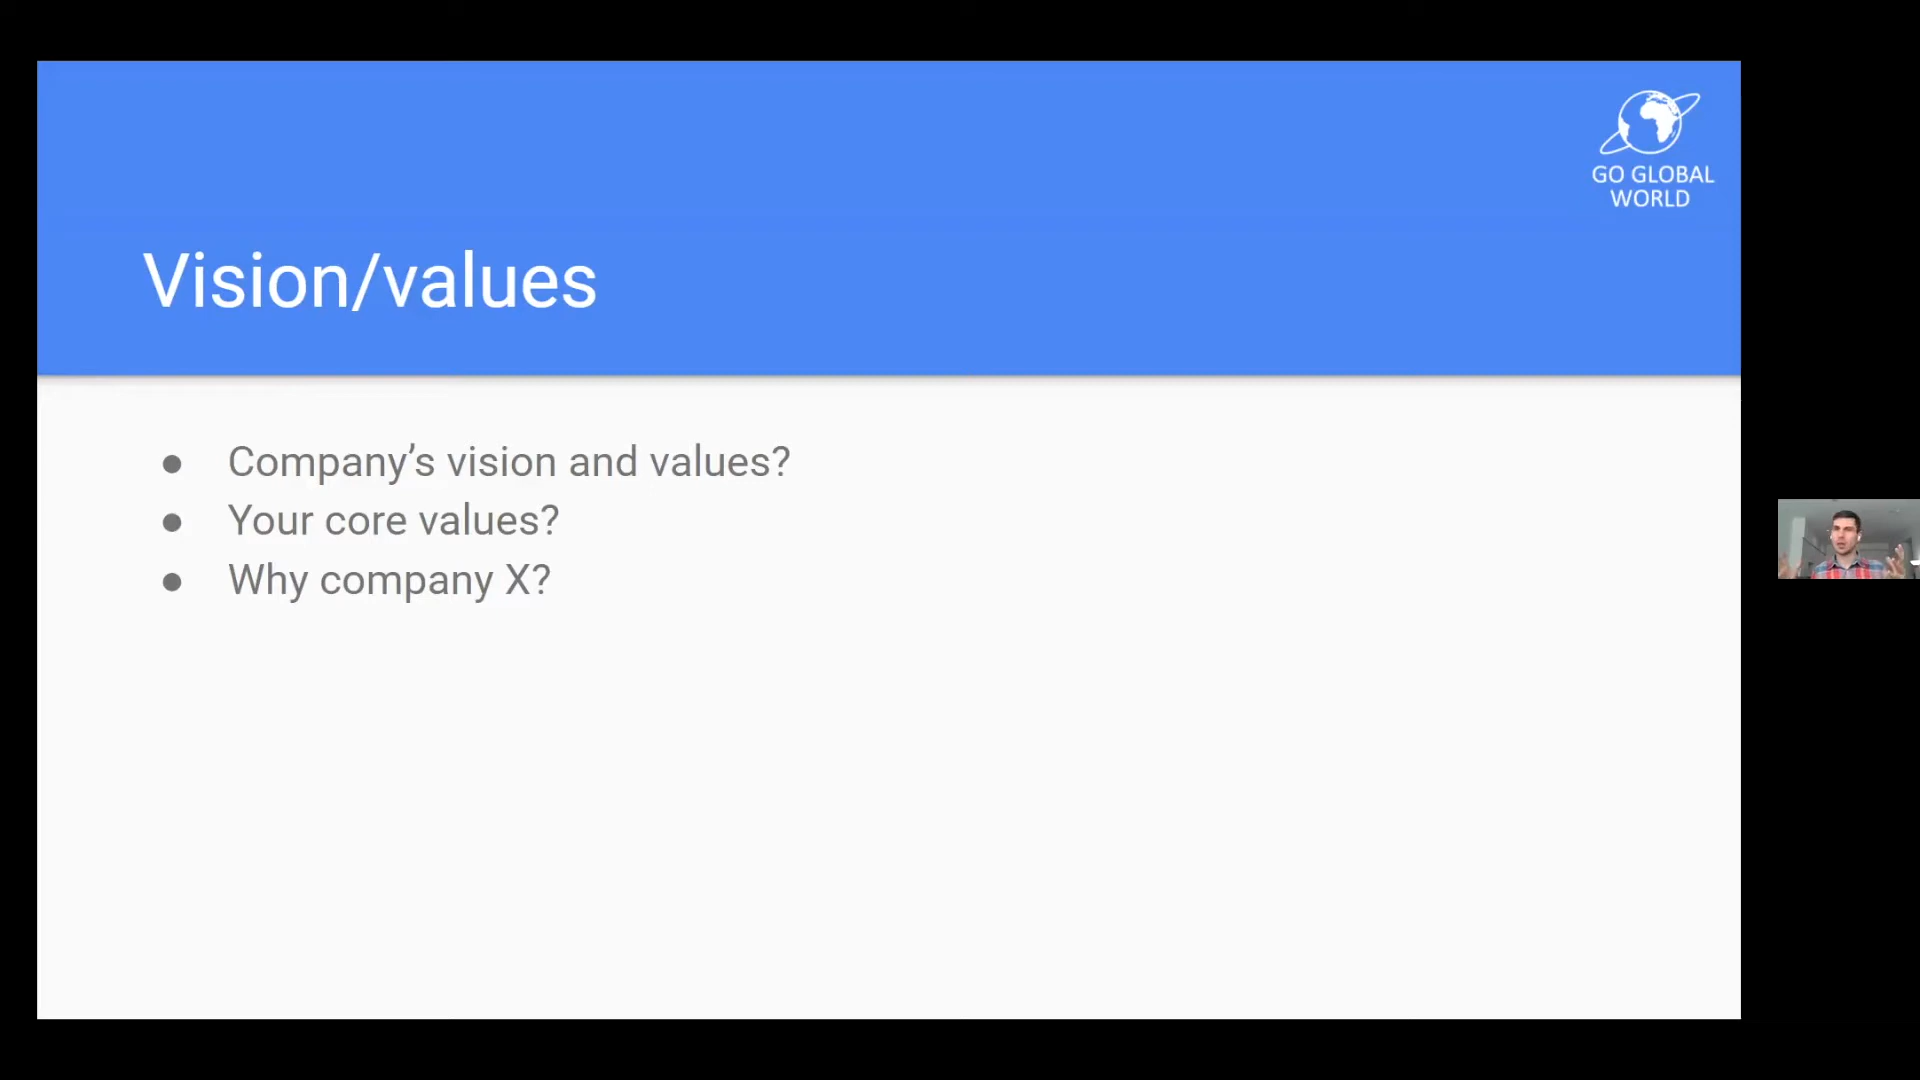 GO GLOBAL
WORLD
Vision/values
● Company’s vision and values?
● Your core values?
● Why company X?